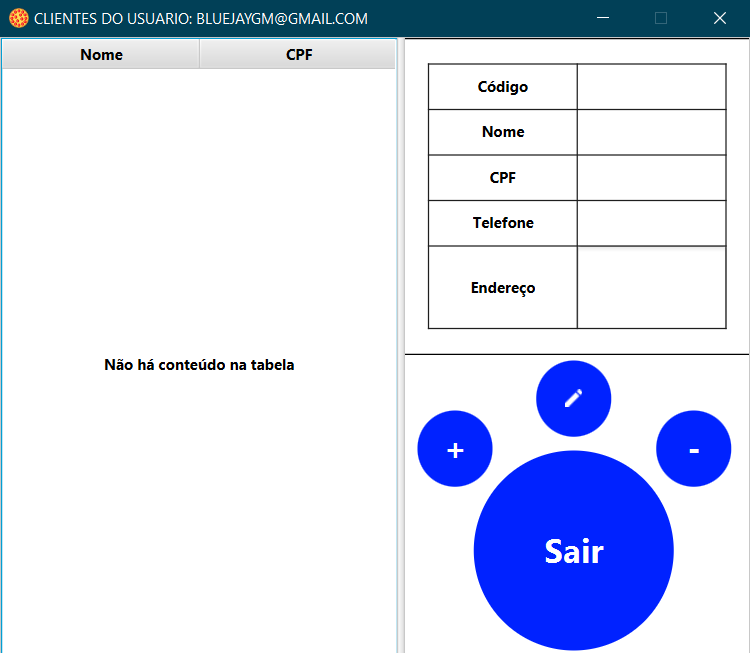 CLIENTES DO USUARIO: BLUEJAYGM@GMAIL.COM
Nome CPF
Não há conteúdo na tabela
Código
Nome
CPF
Telefone
Endereço
+
-
Sair